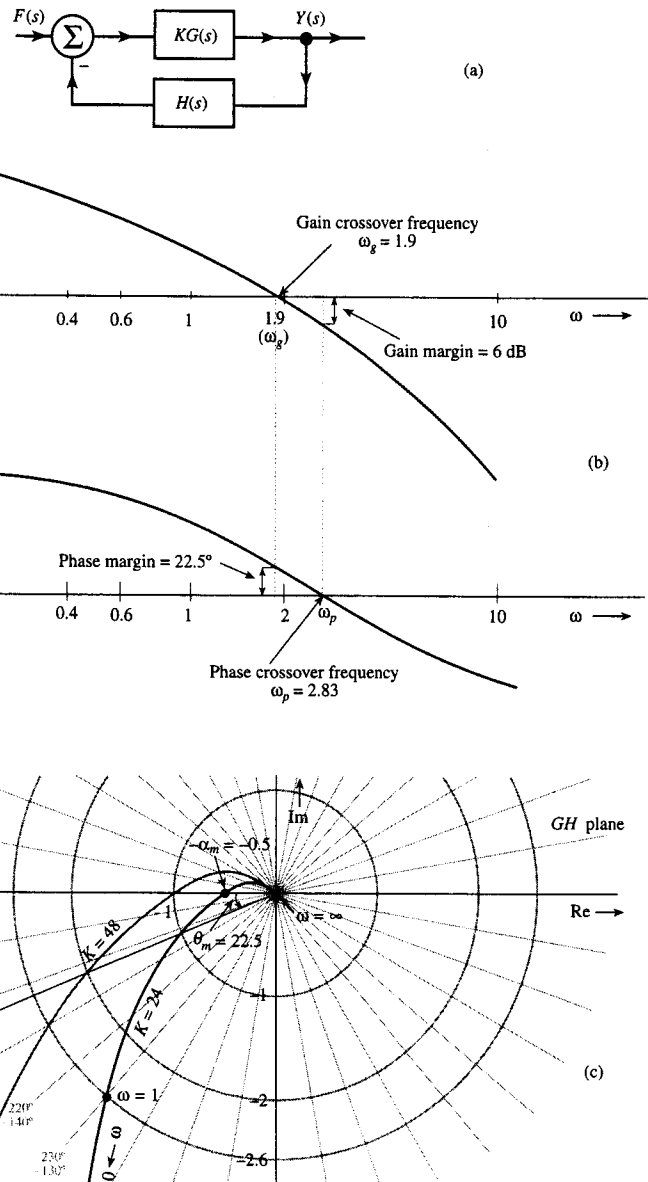 F(s)
Σ
KG(s)
Y(s)
−
H(s)
(a)
Gain crossover frequency
ω_g = 1.9
0.4 0.6 1 1.9 10 ω
(ω_g)
Gain margin = 6 dB
(b)
Phase margin = 22.5°
0.4 0.6 1 2 ω_p 10 ω
Phase crossover frequency
ω_p = 2.83
Im
GH plane
−α_m = −0.5
−1
Re
ω = ∞
θ_m = 22.5
K = 48
−1
K = 24
(c)
ω = 1
−2
220°
−140°
230°
−130°
0 ← ω
−2.6